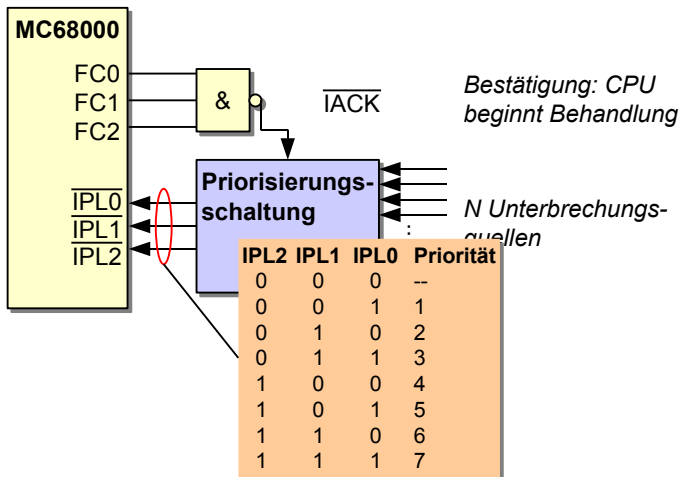 MC68000
FC0
FC1
FC2
&
IACK
Bestätigung: CPU
beginnt Behandlung
IPL0
IPL1
IPL2
Priorisierungs-
schaltung
N Unterbrechungs-
quellen
:
IPL2 IPL1 IPL0 Priorität
0 0 0 --
0 0 1 1
0 1 0 2
0 1 1 3
1 0 0 4
1 0 1 5
1 1 0 6
1 1 1 7